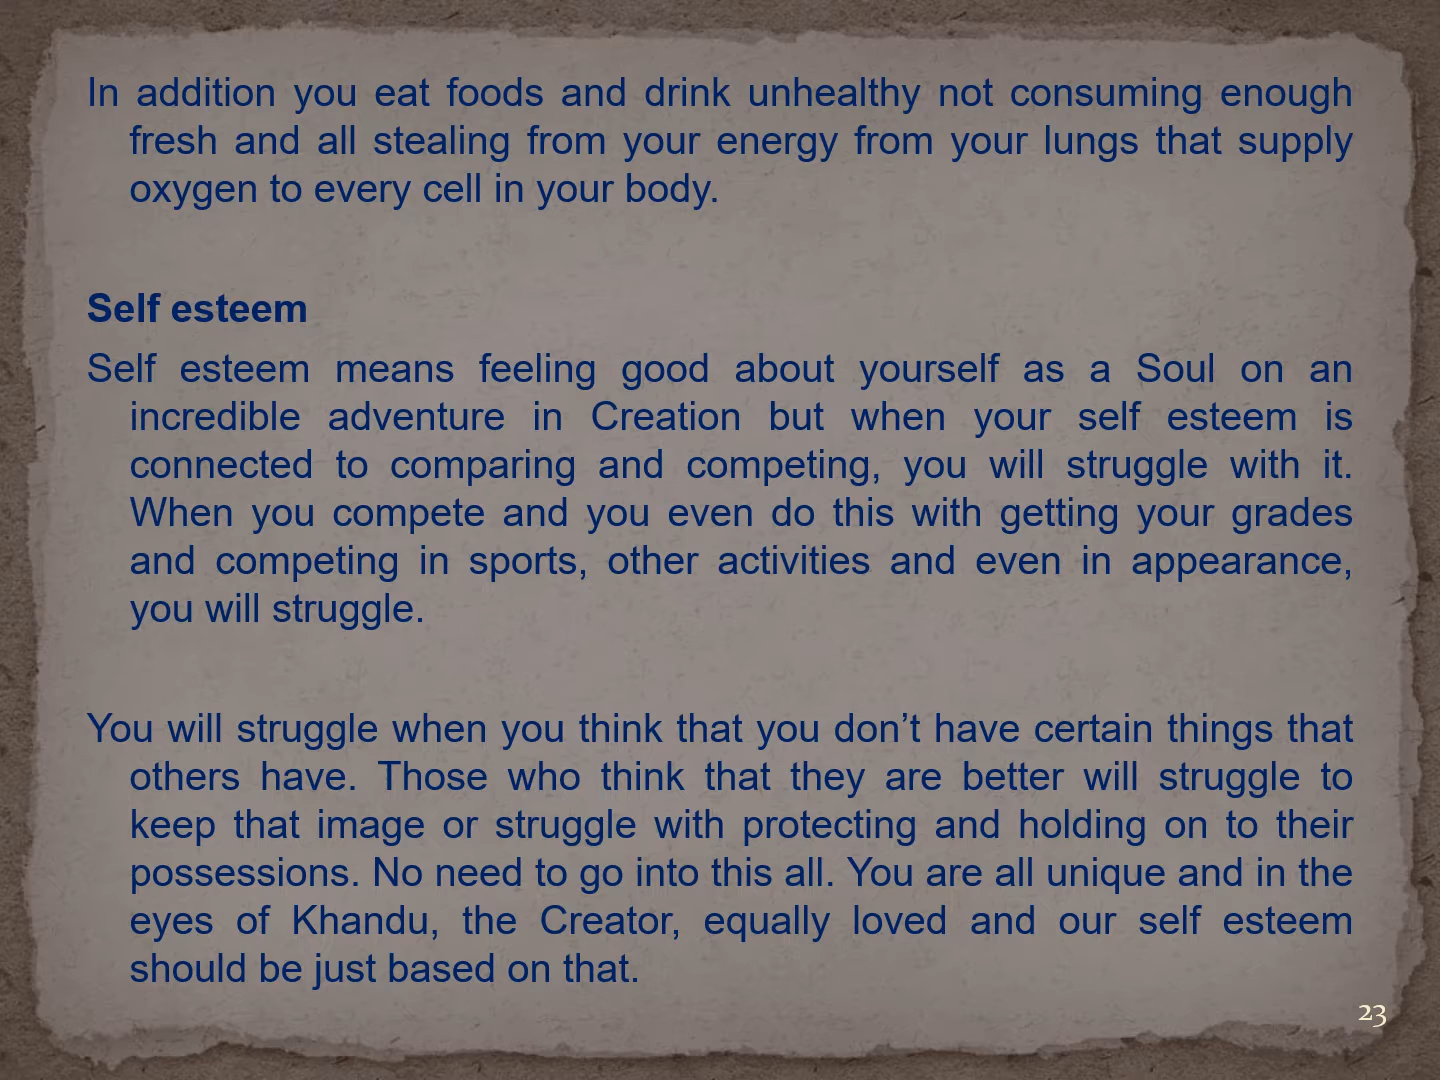 In addition you eat foods and drink unhealthy not consuming enough
fresh and all stealing from your energy from your lungs that supply
oxygen to every cell in your body.
Self esteem
Self esteem means feeling good about yourself as a Soul on an
incredible adventure in Creation but when your self esteem is
connected to comparing and competing, you will struggle with it.
When you compete and you even do this with getting your grades
and competing in sports, other activities and even in appearance,
you will struggle.
You will struggle when you think that you don’t have certain things that
others have. Those who think that they are better will struggle to
keep that image or struggle with protecting and holding on to their
possessions. No need to go into this all. You are all unique and in the
eyes of Khandu, the Creator, equally loved and our self esteem
should be just based on that.
23